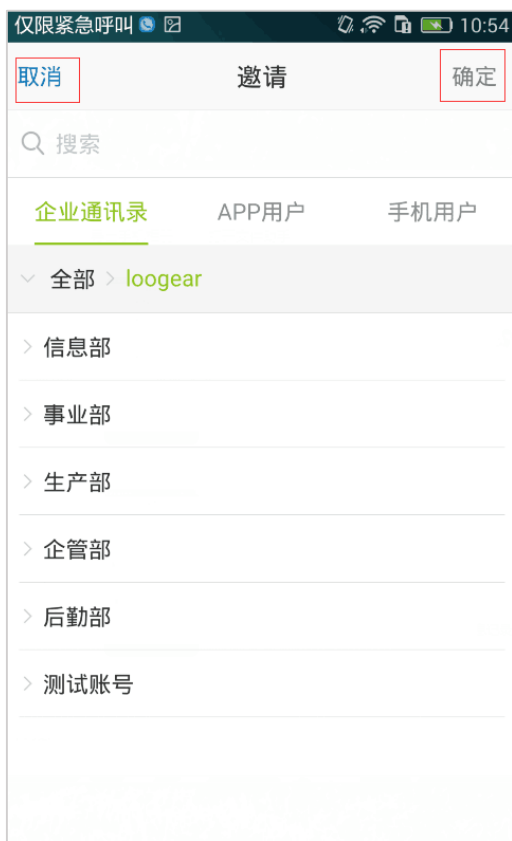 仅限紧急呼叫 10:54
取消 邀请 确定
搜索
企业通讯录 APP用户 手机用户
全部 loogear
信息部
事业部
生产部
企管部
后勤部
测试账号